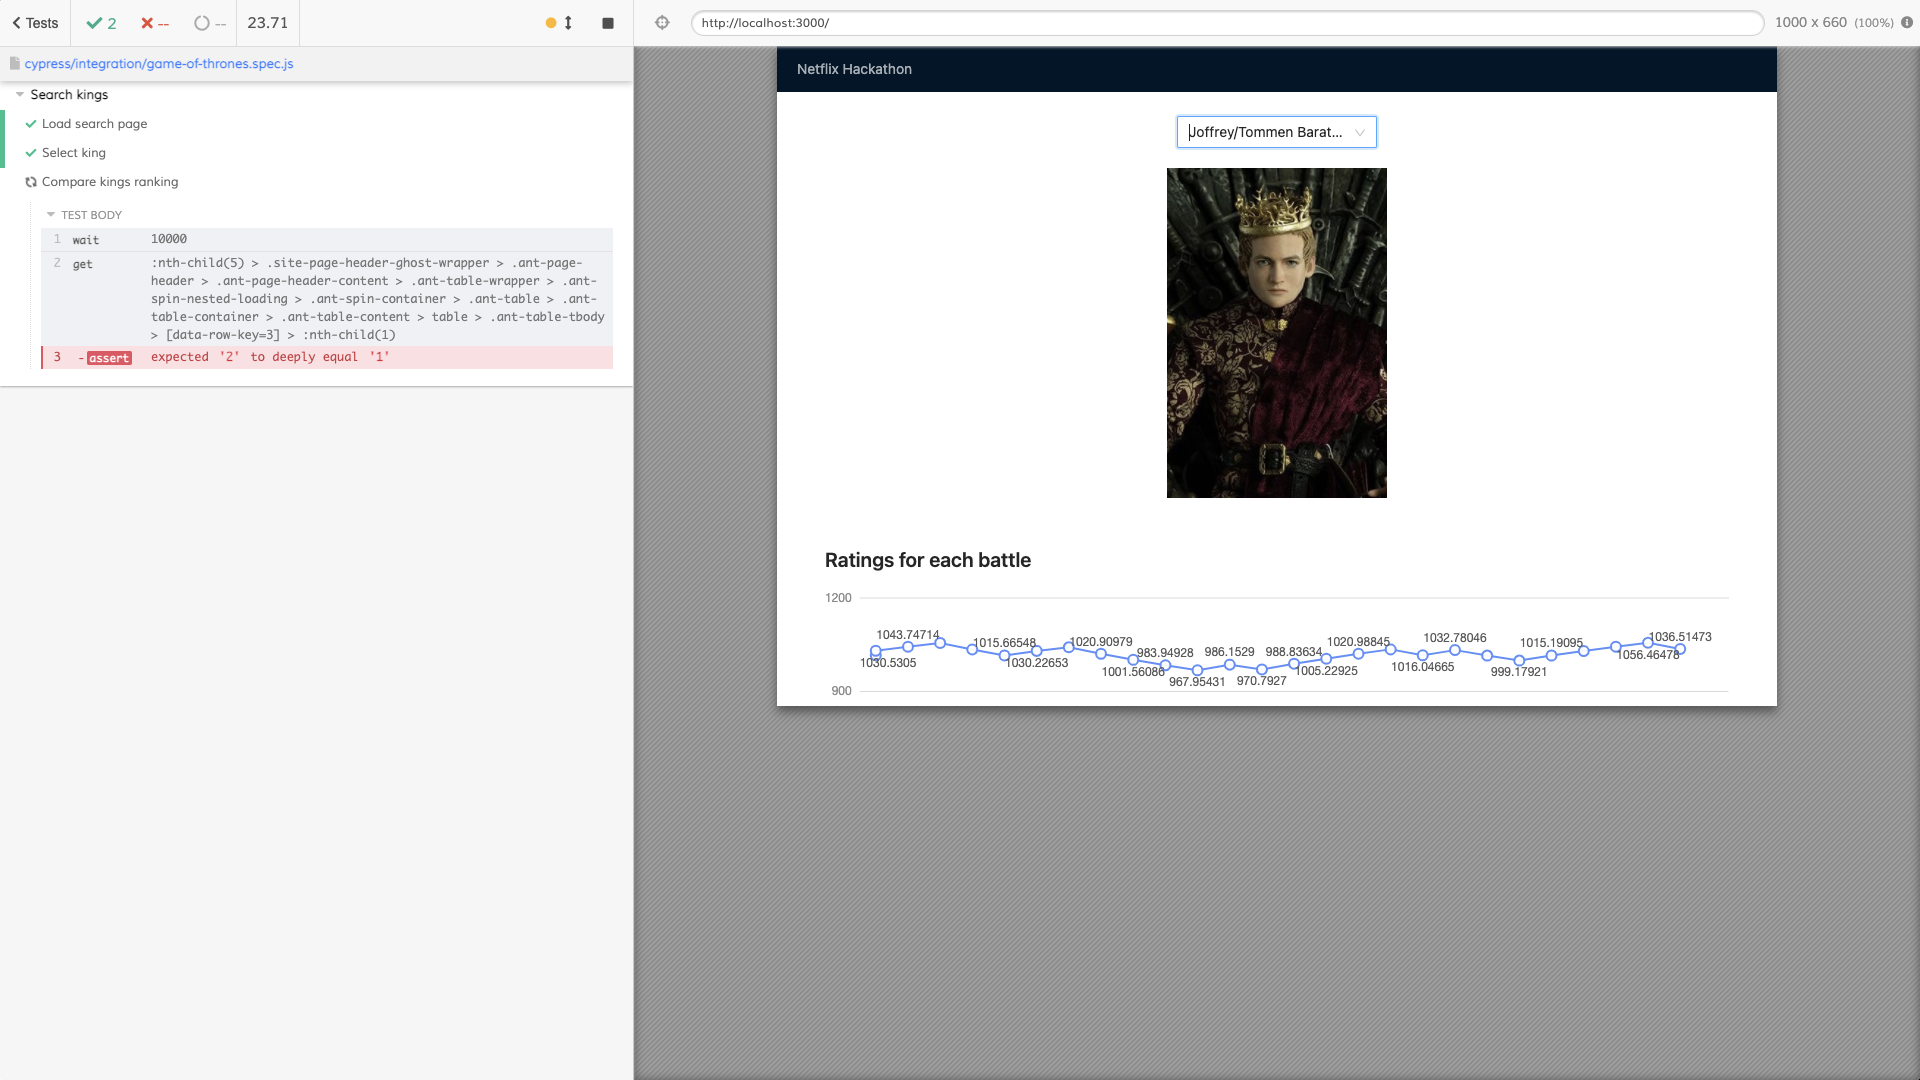 Tests
2
--
--
23.71
http://localhost:3000/
1000 x 660 (100%)
cypress/integration/game-of-thrones.spec.js
Search kings
Load search page
Select king
Compare kings ranking
TEST BODY
1 wait 10000
2 get :nth-child(5) > .site-page-header-ghost-wrapper > .ant-page-
header > .ant-page-header-content > .ant-table-wrapper > .ant-
spin-nested-loading > .ant-spin-container > .ant-table > .ant-
table-container > .ant-table-content > table > .ant-table-tbody
> [data-row-key=3] > :nth-child(1)
3 -assert expected '2' to deeply equal '1'
Netflix Hackathon
Joffrey/Tommen Barat...
Ratings for each battle
1200
1043.74714
1030.5305
1015.66548
1030.22653
1020.90979
1001.56086
983.94928
967.95431
986.1529
970.7927
988.83634
1005.22925
1020.98845
1016.04665
1032.78046
999.17921
1015.19095
1056.46478
1036.51473
900